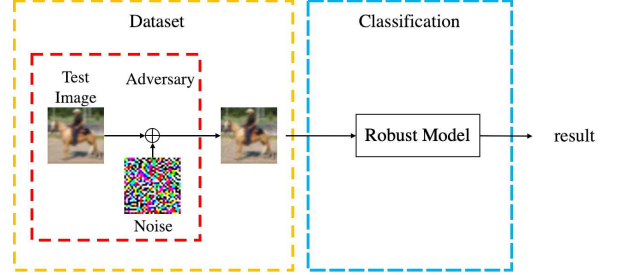 Dataset
Classification
Test
Image
Adversary
Robust Model
result
Noise